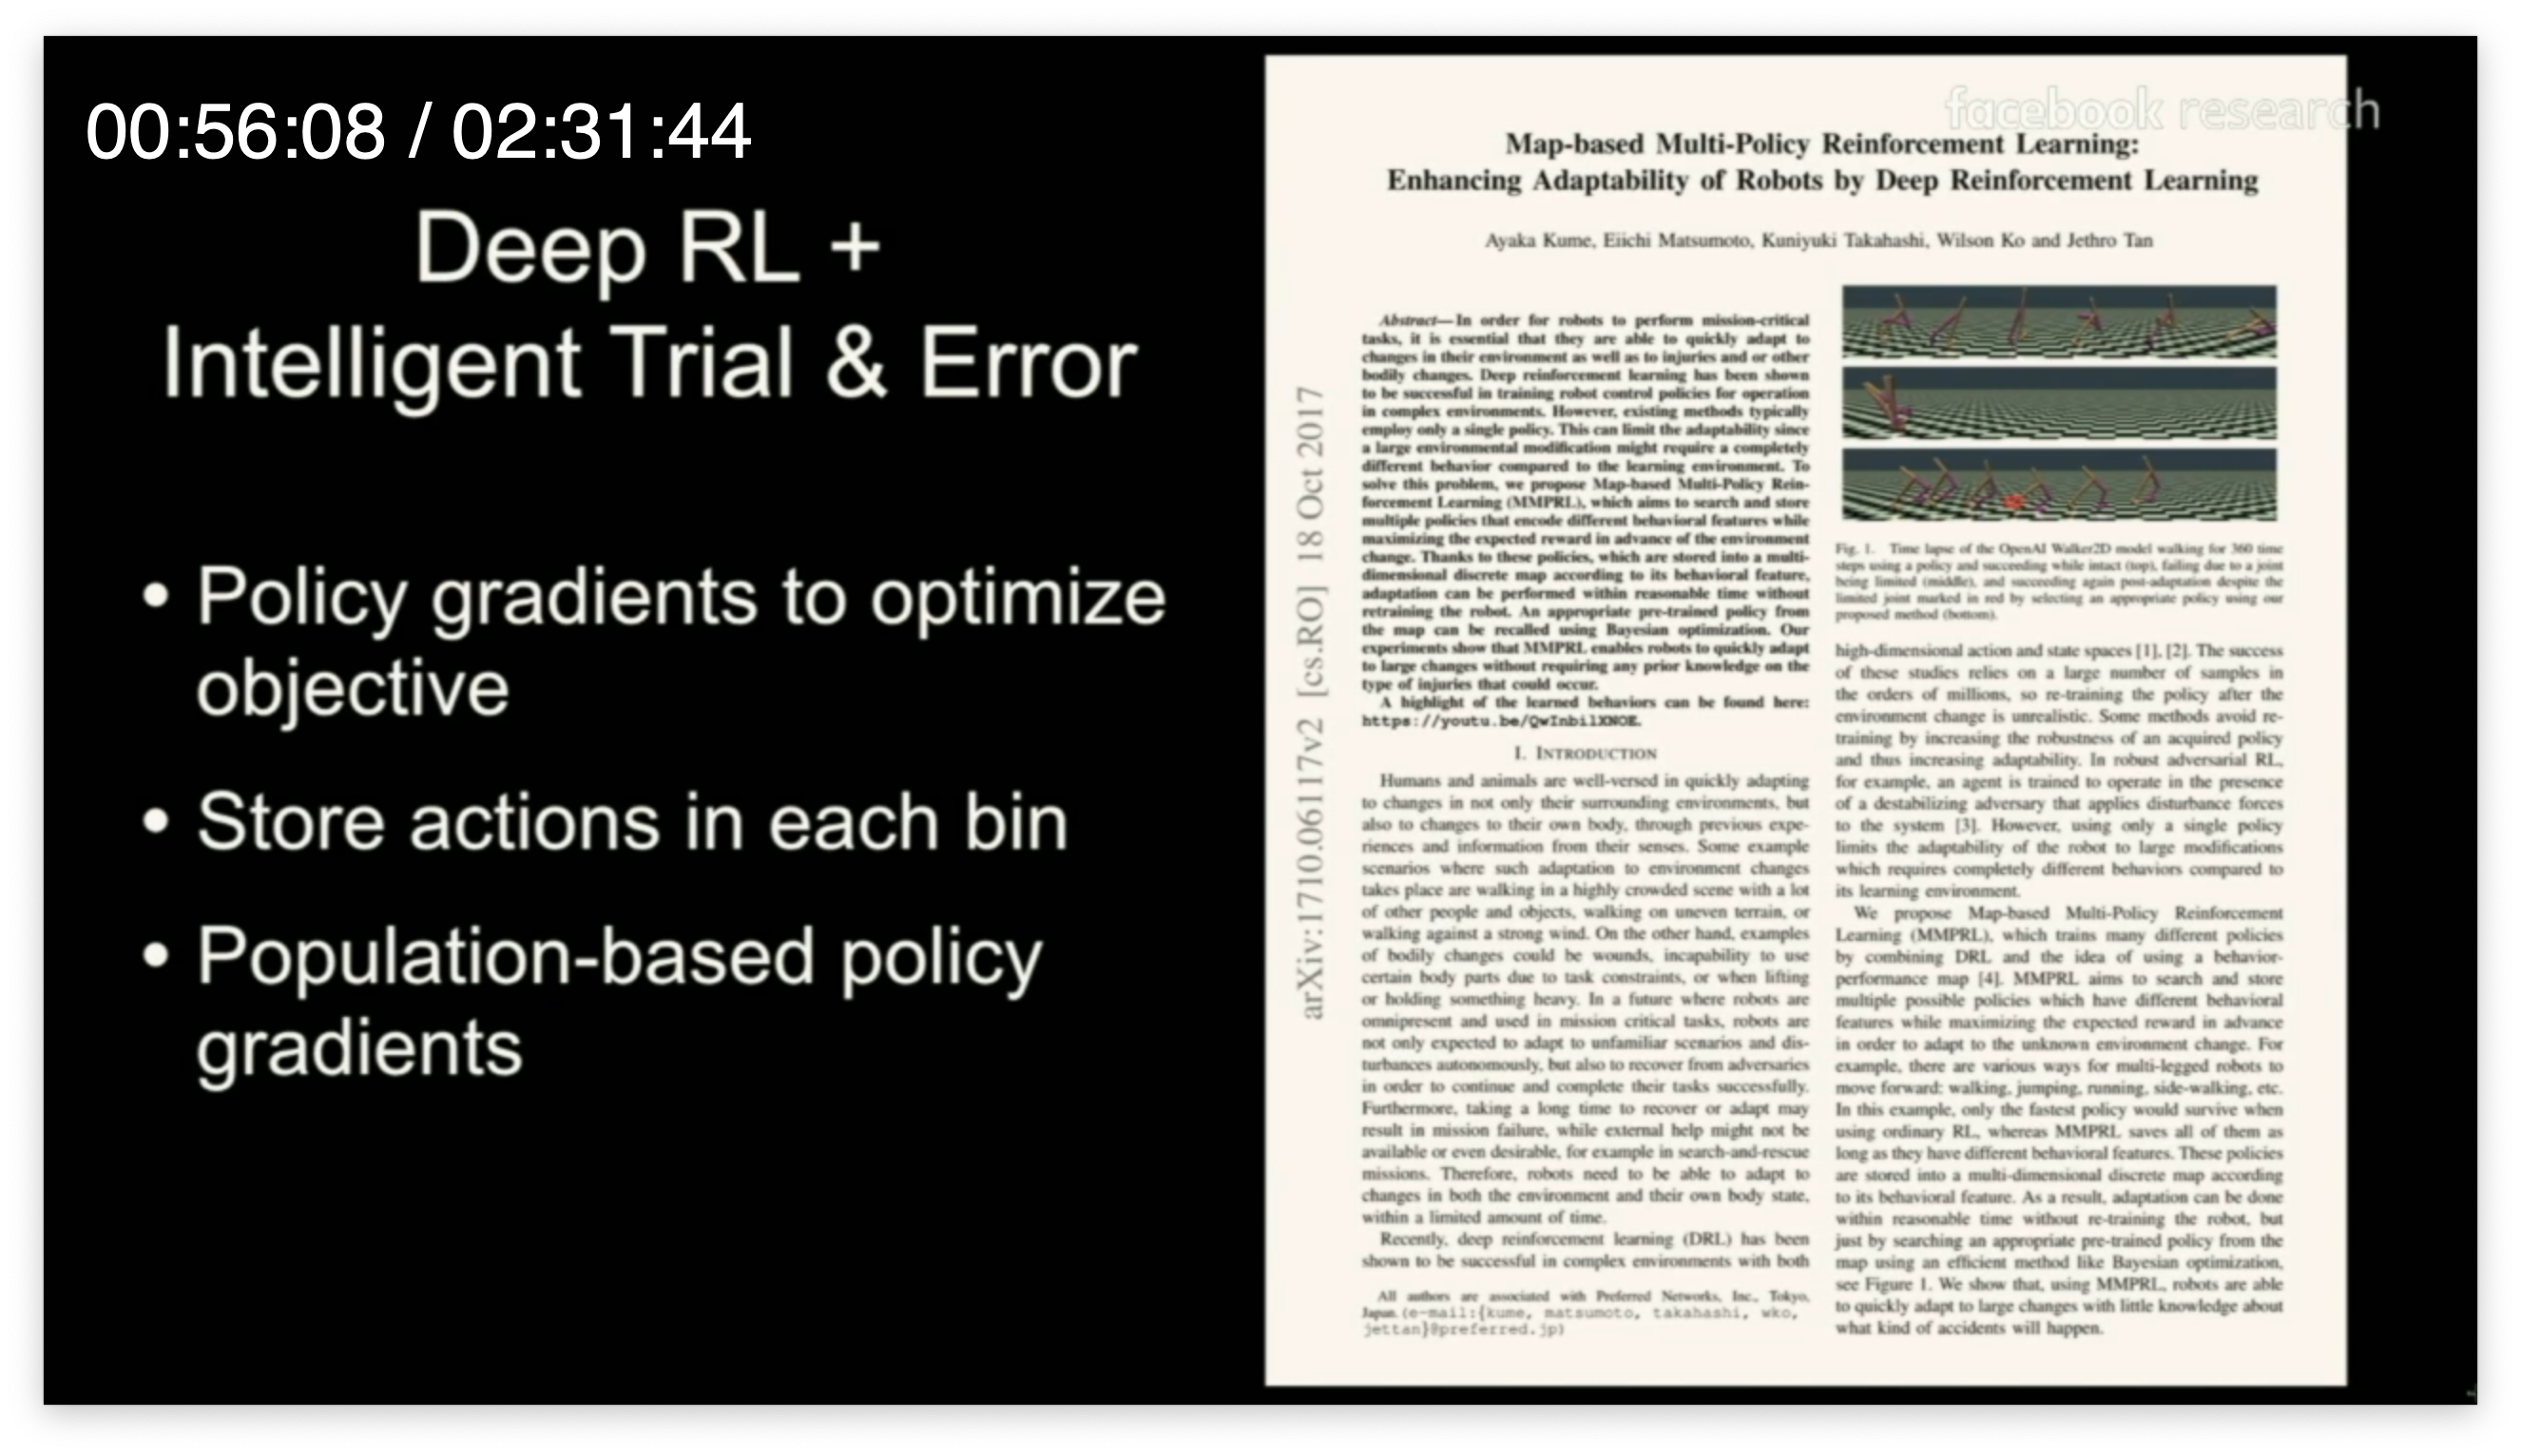 00:56:08 / 02:31:44
Deep RL +
Intelligent Trial & Error
• Policy gradients to optimize
objective
• Store actions in each bin
• Population-based policy
gradients
facebook research
Map-based Multi-Policy Reinforcement Learning:
Enhancing Adaptability of Robots by Deep Reinforcement Learning
Ayaka Kume, Eiichi Matsumoto, Kuniyuki Takahashi, Wilson Ko and Jethro Tan
arXiv:1710.06117v2 [cs.RO] 18 Oct 2017
Abstract—In order for robots to perform mission-critical
tasks, it is essential that they are able to quickly adapt to
changes in their environment as well as to injuries and or other
bodily changes. Deep reinforcement learning has been shown
to be successful in training robot control policies for operation
in complex environments. However, existing methods typically
employ only a single policy. This can limit the adaptability since
a large environmental modification might require a completely
different behavior compared to the learning environment. To
solve this problem, we propose Map-based Multi-Policy Rein-
forcement Learning (MMPRL), which aims to search and store
multiple policies that encode different behavioral features while
maximizing the expected reward in advance of the environment
change. Thanks to these policies, which are stored into a multi-
dimensional discrete map according to its behavioral feature,
adaptation can be performed within reasonable time without
retraining the robot. An appropriate pre-trained policy from
the map can be recalled using Bayesian optimization. Our
experiments show that MMPRL enables robots to quickly adapt
to large changes without requiring any prior knowledge on the
type of injuries that could occur.
A highlight of the learned behaviors can be found here:
https://youtu.be/QwInbilXNOE.
I. INTRODUCTION
Humans and animals are well-versed in quickly adapting
to changes in not only their surrounding environments, but
also to changes to their own body, through previous expe-
riences and information from their senses. Some example
scenarios where such adaptation to environment changes
takes place are walking in a highly crowded scene with a lot
of other people and objects, walking on uneven terrain, or
walking against a strong wind. On the other hand, examples
of bodily changes could be wounds, incapability to use
certain body parts due to task constraints, or when lifting
or holding something heavy. In a future where robots are
omnipresent and used in mission critical tasks, robots are
not only expected to adapt to unfamiliar scenarios and dis-
turbances autonomously, but also to recover from adversaries
in order to continue and complete their tasks successfully.
Furthermore, taking a long time to recover or adapt may
result in mission failure, while external help might not be
available or even desirable, for example in search-and-rescue
missions. Therefore, robots need to be able to adapt to
changes in both the environment and their own body state,
within a limited amount of time.
Recently, deep reinforcement learning (DRL) has been
shown to be successful in complex environments with both
All authors are associated with Preferred Networks, Inc., Tokyo,
Japan. (e-mail:{kume, matsumoto, takahashi, wko,
jettan}@preferred.jp)
Fig. 1. Time lapse of the OpenAI Walker2D model walking for 360 time
steps using a policy and succeeding while intact (top), failing due to a joint
being limited (middle), and succeeding again post-adaptation despite the
limited joint marked in red by selecting an appropriate policy using our
proposed method (bottom).
high-dimensional action and state spaces [1], [2]. The success
of these studies relies on a large number of samples in
the orders of millions, so re-training the policy after the
environment change is unrealistic. Some methods avoid re-
training by increasing the robustness of an acquired policy
and thus increasing adaptability. In robust adversarial RL,
for example, an agent is trained to operate in the presence
of a destabilizing adversary that applies disturbance forces
to the system [3]. However, using only a single policy
limits the adaptability of the robot to large modifications
which requires completely different behaviors compared to
its learning environment.
We propose Map-based Multi-Policy Reinforcement
Learning (MMPRL), which trains many different policies
by combining DRL and the idea of using a behavior-
performance map [4]. MMPRL aims to search and store
multiple possible policies which have different behavioral
features while maximizing the expected reward in advance
in order to adapt to the unknown environment change. For
example, there are various ways for multi-legged robots to
move forward: walking, jumping, running, side-walking, etc.
In this example, only the fastest policy would survive when
using ordinary RL, whereas MMPRL saves all of them as
long as they have different behavioral features. These policies
are stored into a multi-dimensional discrete map according
to its behavioral feature. As a result, adaptation can be done
within reasonable time without re-training the robot, but
just by searching an appropriate pre-trained policy from the
map using an efficient method like Bayesian optimization,
see Figure 1. We show that, using MMPRL, robots are able
to quickly adapt to large changes with little knowledge about
what kind of accidents will happen.